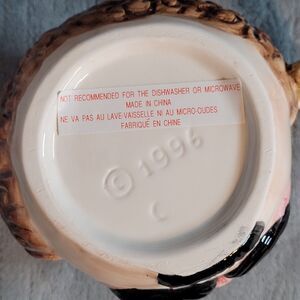 NOT RECOMMENDED FOR THE DISHWASHER OR MICROWAVE
MADE IN CHINA
NE VA PAS AU LAVE-VAISSELLE NI AU MICRO-OUDES
FABRIQUÉ EN CHINE
© 1996
C